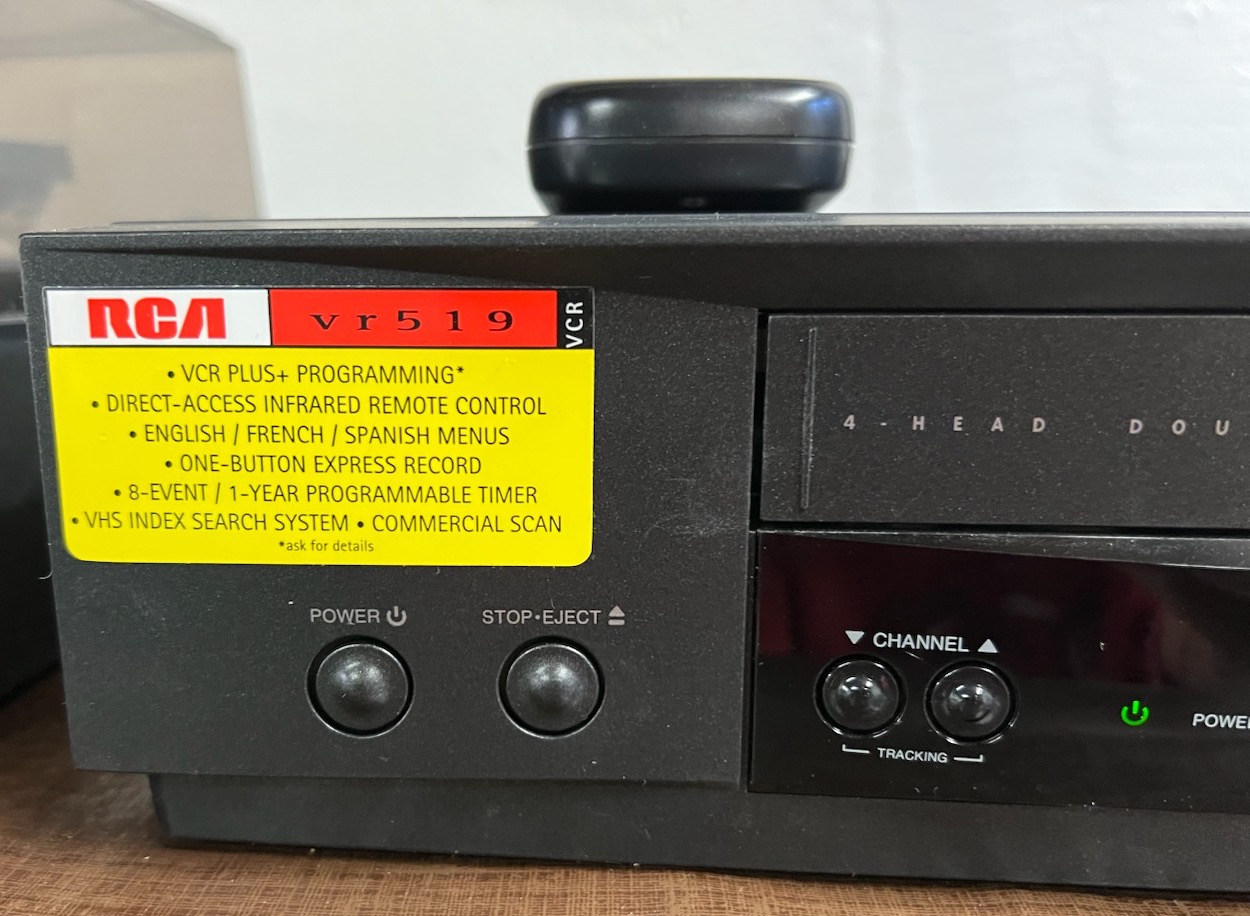 RCA vr519 VCR
• VCR PLUS+ PROGRAMMING*
• DIRECT-ACCESS INFRARED REMOTE CONTROL
• ENGLISH / FRENCH / SPANISH MENUS
• ONE-BUTTON EXPRESS RECORD
• 8-EVENT / 1-YEAR PROGRAMMABLE TIMER
• VHS INDEX SEARCH SYSTEM • COMMERCIAL SCAN
*ask for details
4-HEAD DOU
POWER
STOP•EJECT
▼ CHANNEL ▲
TRACKING
POWE